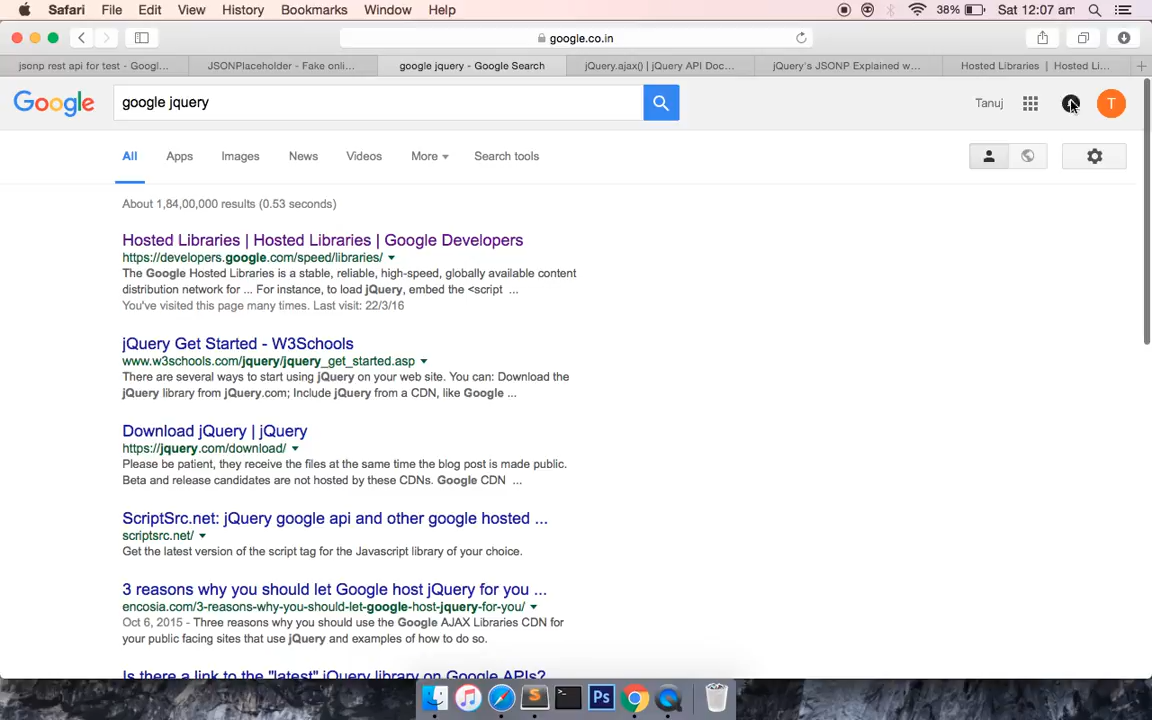 Safari File Edit View History Bookmarks Window Help 38% Sat 12:07 am
google.co.in
jsonp rest api for test - Googl... JSONPlaceholder - Fake onli... google jquery - Google Search jQuery.ajax() | jQuery API Doc... jQuery's JSONP Explained w... Hosted Libraries | Hosted Li...
Google google jquery Tanuj T
All Apps Images News Videos More Search tools
About 1,84,00,000 results (0.53 seconds)
Hosted Libraries | Hosted Libraries | Google Developers
https://developers.google.com/speed/libraries/
The Google Hosted Libraries is a stable, reliable, high-speed, globally available content
distribution network for ... For instance, to load jQuery, embed the <script ...
You've visited this page many times. Last visit: 22/3/16
jQuery Get Started - W3Schools
www.w3schools.com/jquery/jquery_get_started.asp
There are several ways to start using jQuery on your web site. You can: Download the
jQuery library from jQuery.com; Include jQuery from a CDN, like Google ...
Download jQuery | jQuery
https://jquery.com/download/
Please be patient, they receive the files at the same time the blog post is made public.
Beta and release candidates are not hosted by these CDNs. Google CDN ...
ScriptSrc.net: jQuery google api and other google hosted ...
scriptsrc.net/
Get the latest version of the script tag for the Javascript library of your choice.
3 reasons why you should let Google host jQuery for you ...
encosia.com/3-reasons-why-you-should-let-google-host-jquery-for-you/
Oct 6, 2015 - Three reasons why you should use the Google AJAX Libraries CDN for
your public facing sites that use jQuery and examples of how to do so.
Is there a link to the "latest" jQuery library on Google APIs?
S Ps